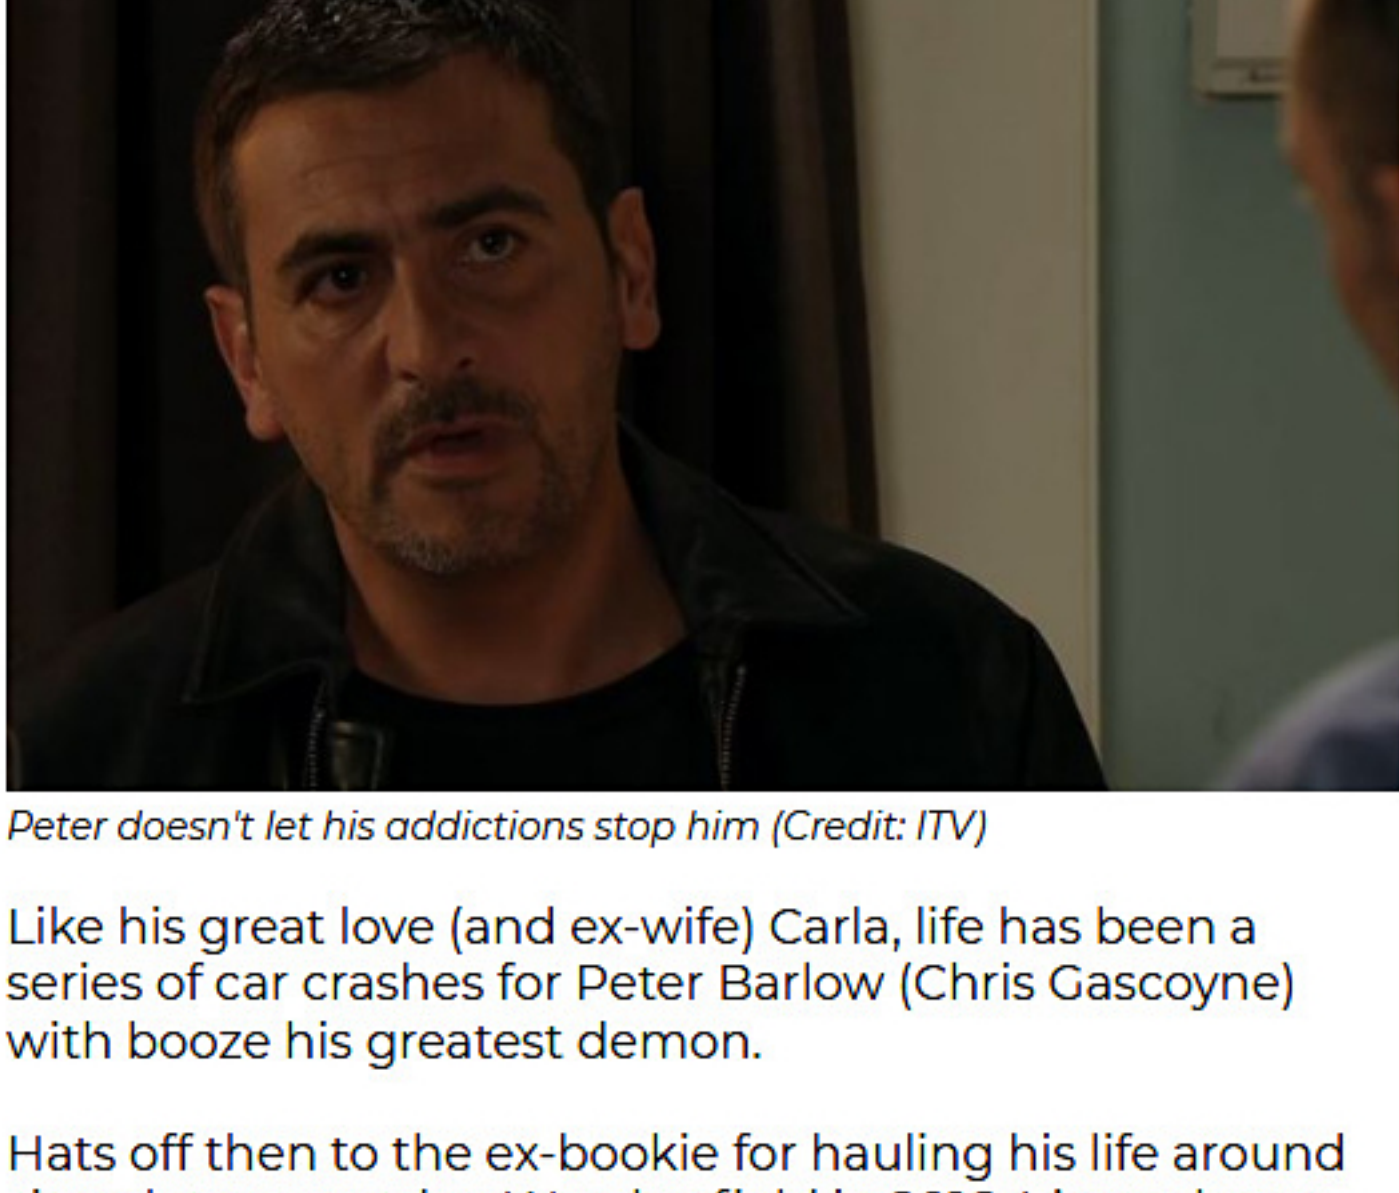 Peter doesn't let his addictions stop him (Credit: ITV)
Like his great love (and ex-wife) Carla, life has been a
series of car crashes for Peter Barlow (Chris Gascoyne)
with booze his greatest demon.
Hats off then to the ex-bookie for hauling his life around